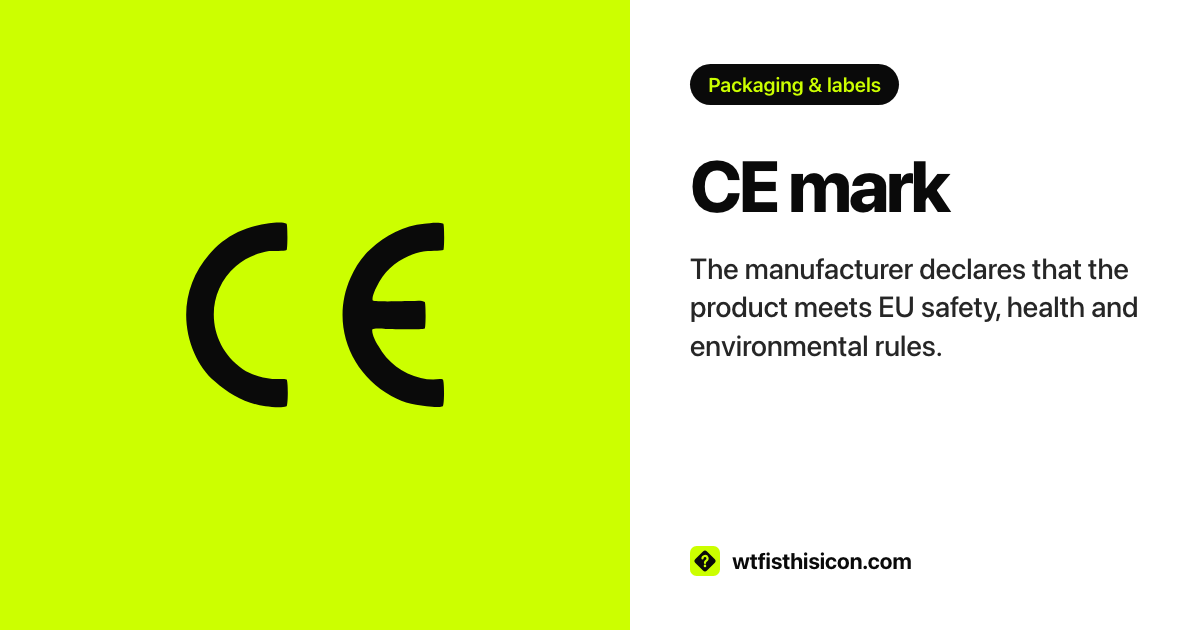 CE
Packaging & labels
CE mark
The manufacturer declares that the
product meets EU safety, health and
environmental rules.
?
wtfisthisicon.com